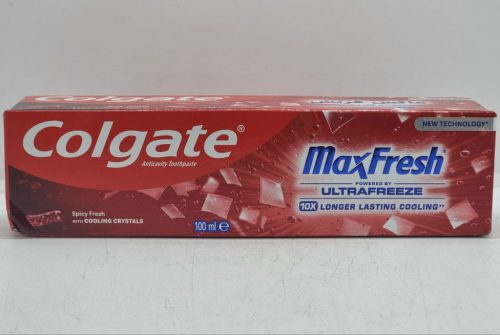 Colgate®
Anticavity Toothpaste
Spicy Fresh
WITH COOLING CRYSTALS
100 ml e
NEW TECHNOLOGY*
MaxFresh®
POWERED BY
ULTRAFREEZE
10X LONGER LASTING COOLING**